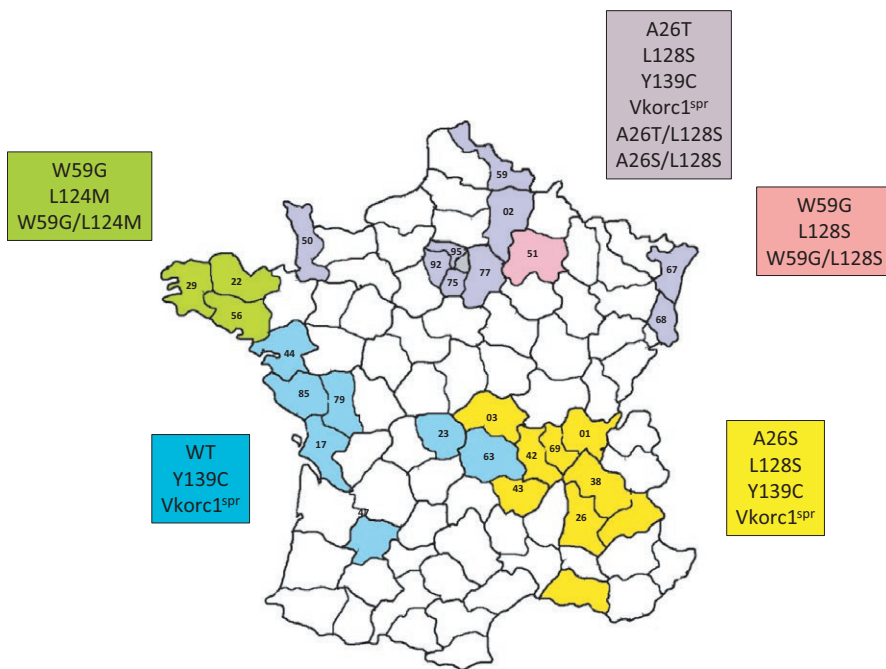 A26T
L128S
Y139C
Vkorc1spr
A26T/L128S
A26S/L128S
W59G
L124M
W59G/L124M
W59G
L128S
W59G/L128S
59
02
50
95
92
77
75
51
67
68
29
22
56
44
85
79
17
23
03
63
42
69
01
43
38
26
47
WT
Y139C
Vkorc1spr
A26S
L128S
Y139C
Vkorc1spr